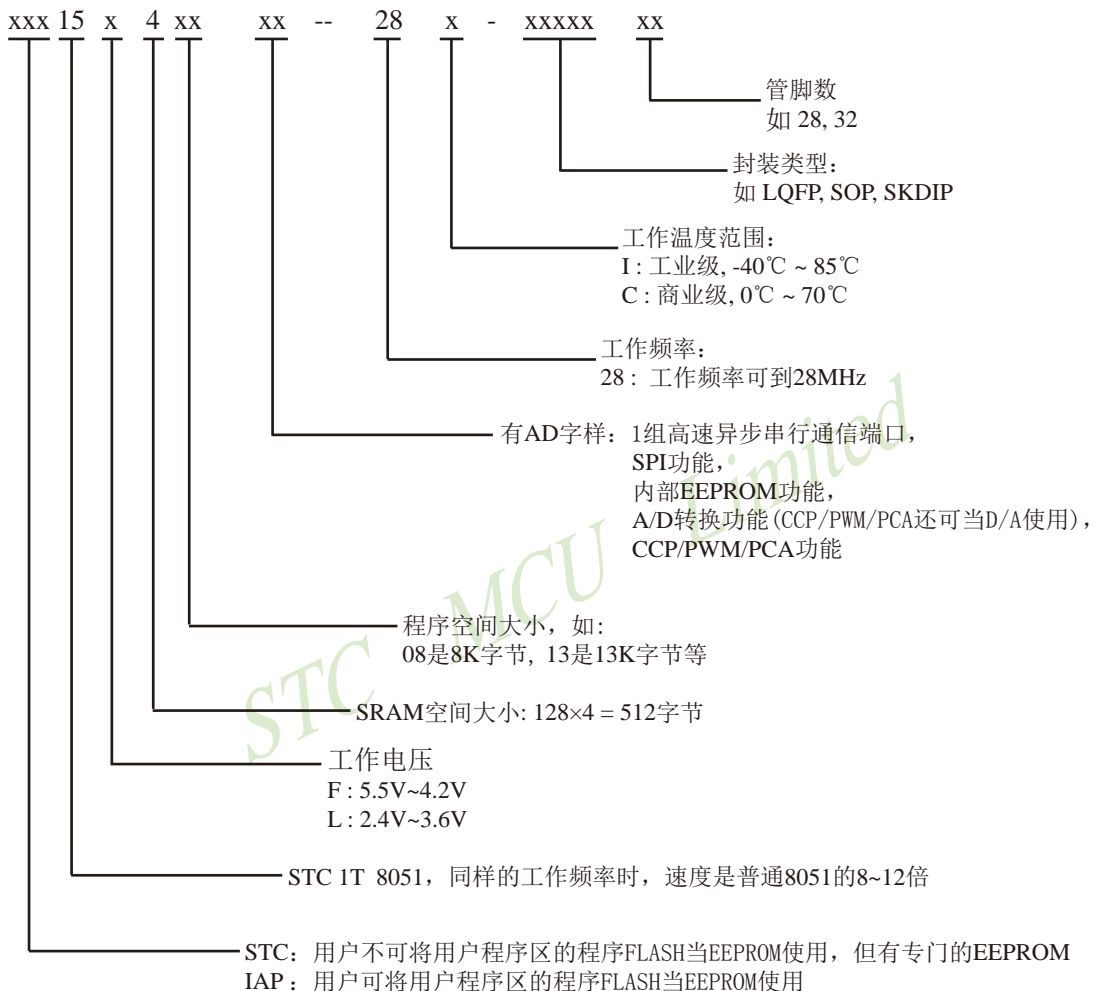 xxx 15 x 4 xx xx -- 28 x - xxxxx xx
管脚数
如 28, 32
封装类型：
如 LQFP, SOP, SKDIP
工作温度范围：
I : 工业级, -40℃ ~ 85℃
C : 商业级, 0℃ ~ 70℃
工作频率：
28 : 工作频率可到28MHz
有AD字样： 1组高速异步串行通信端口，
SPI功能，
内部EEPROM功能，
A/D转换功能(CCP/PWM/PCA还可当D/A使用)，
CCP/PWM/PCA功能
程序空间大小，如:
08是8K字节, 13是13K字节等
SRAM空间大小: 128×4 = 512字节
工作电压
F : 5.5V~4.2V
L : 2.4V~3.6V
STC 1T 8051，同样的工作频率时，速度是普通8051的8~12倍
STC：用户不可将用户程序区的程序FLASH当EEPROM使用，但有专门的EEPROM
IAP：用户可将用户程序区的程序FLASH当EEPROM使用
STC MCU Limited